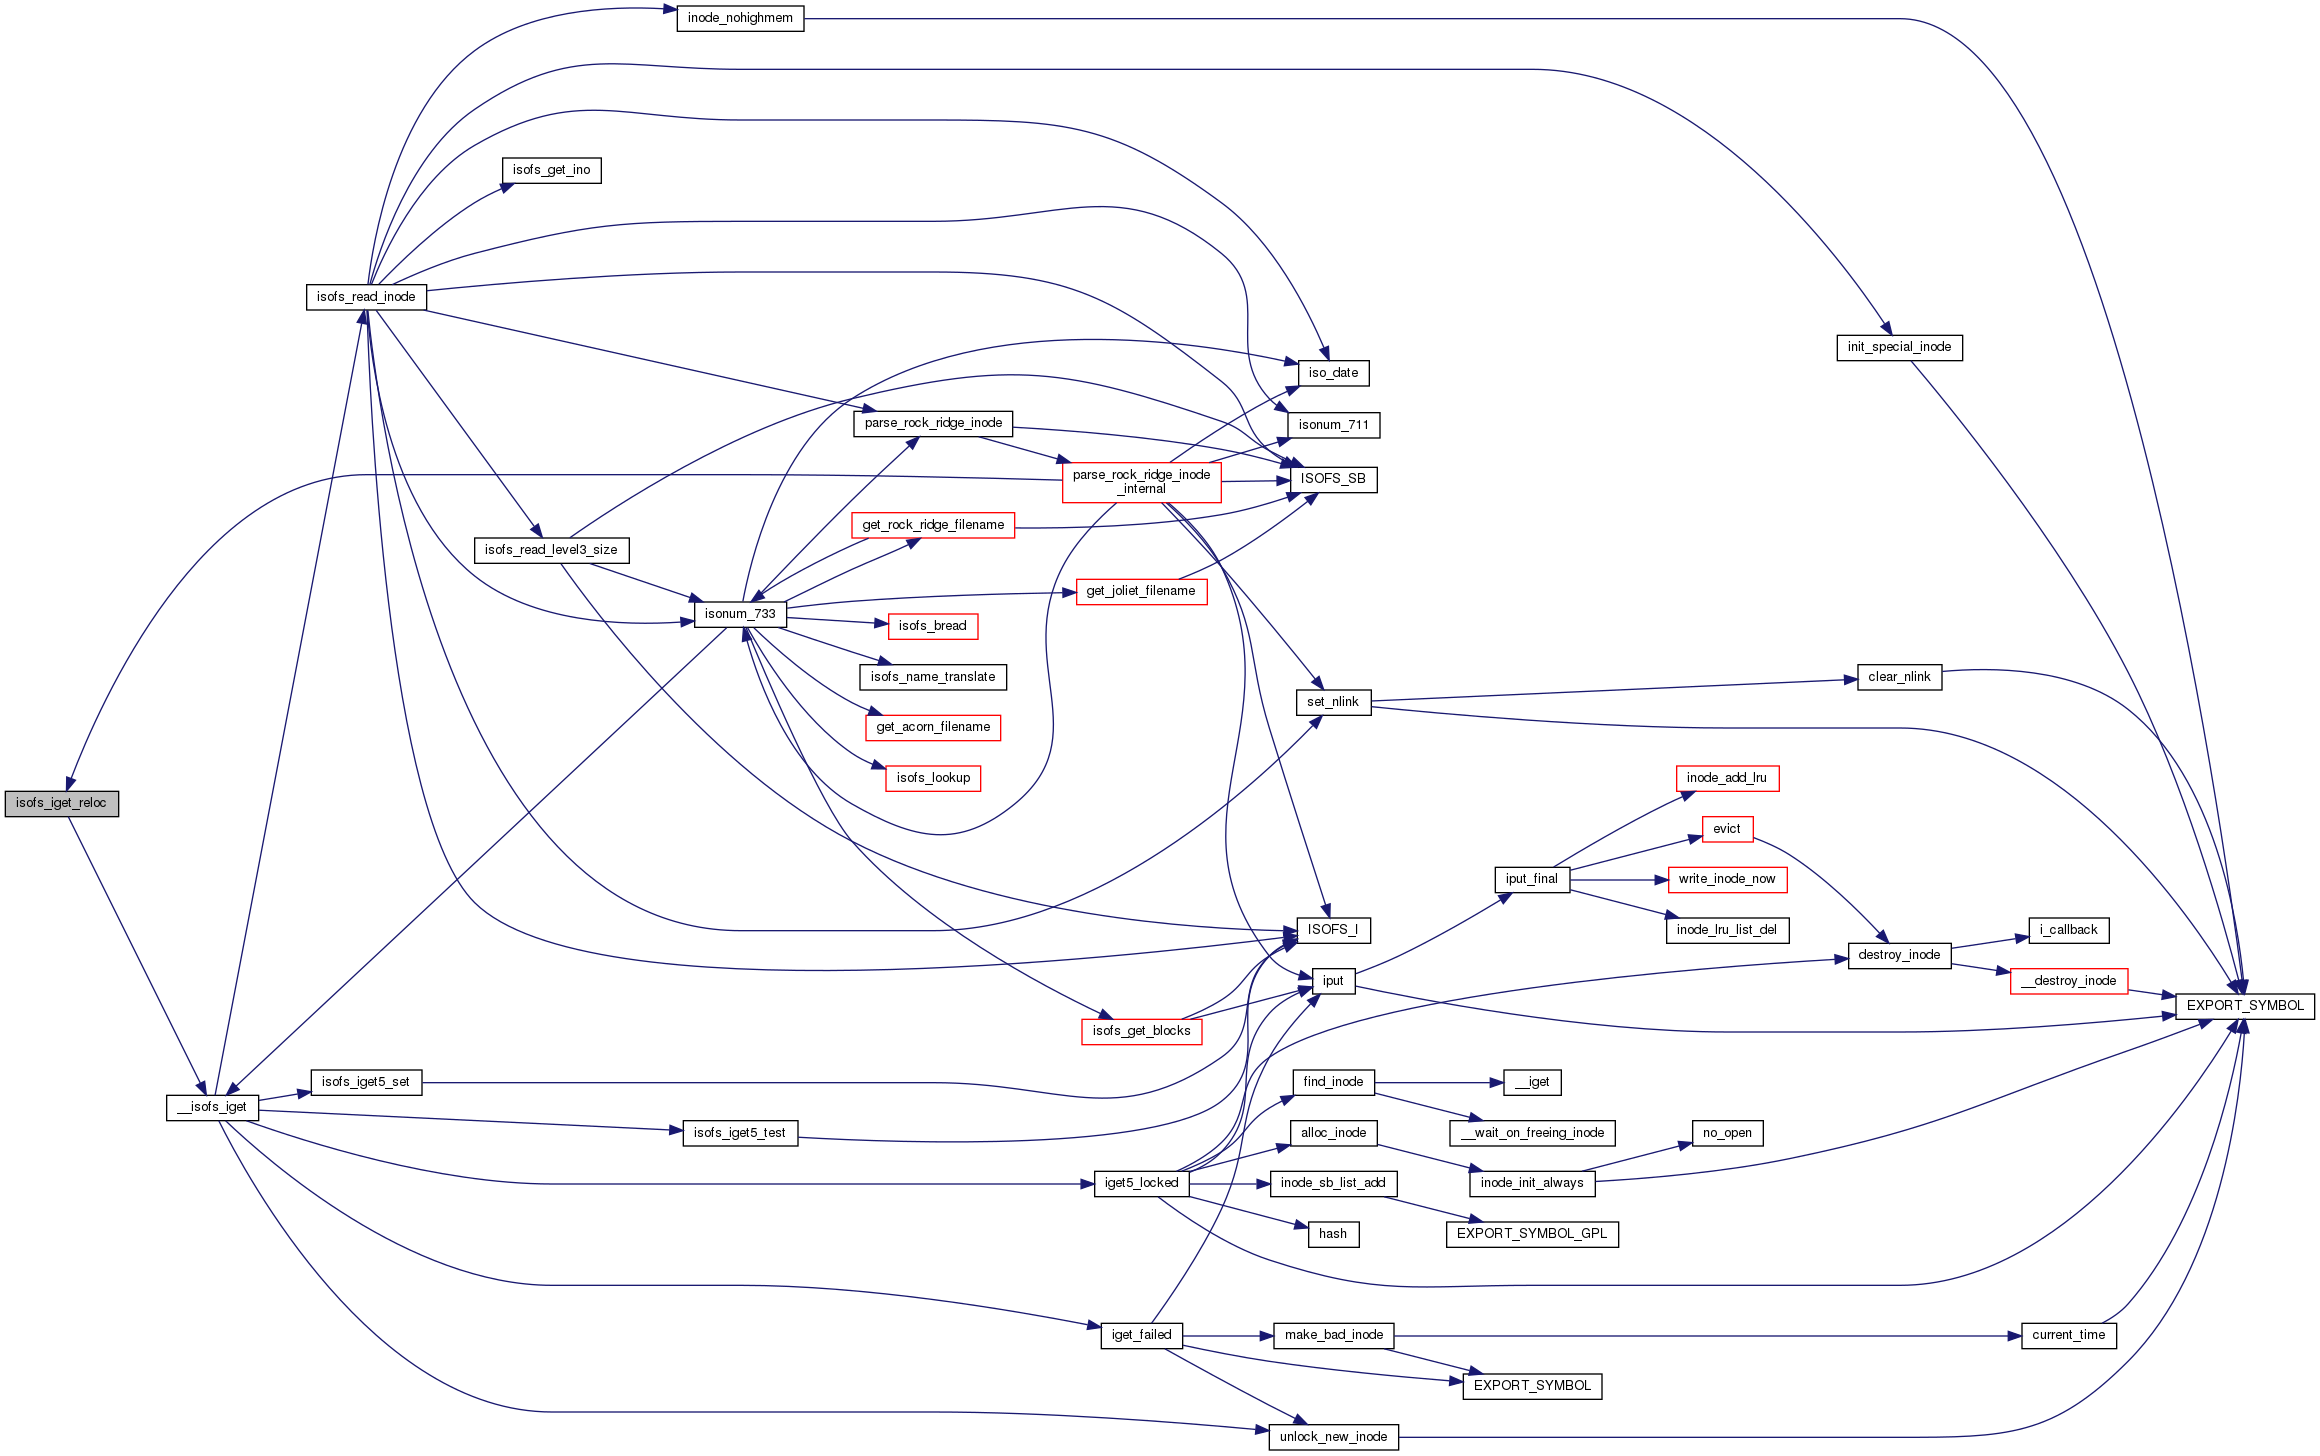 inode_nohighmem
isofs_get_ino
isofs_read_inode
init_special_inode
iso_date
parse_rock_ridge_inode
isonum_711
parse_rock_ridge_inode
_internal
ISOFS_SB
get_rock_ridge_filename
isofs_read_level3_size
get_joliet_filename
isonum_733
isofs_bread
isofs_name_translate
clear_nlink
set_nlink
get_acorn_filename
isofs_lookup
inode_add_lru
isofs_iget_reloc
evict
iput_final
write_inode_now
ISOFS_I
inode_lru_list_del
i_callback
destroy_inode
iput
__destroy_inode
EXPORT_SYMBOL
isofs_get_blocks
isofs_iget5_set
find_inode
__iget
__isofs_iget
isofs_iget5_test
alloc_inode
__wait_on_freeing_inode
no_open
iget5_locked
inode_sb_list_add
inode_init_always
hash
EXPORT_SYMBOL_GPL
iget_failed
make_bad_inode
current_time
EXPORT_SYMBOL
unlock_new_inode